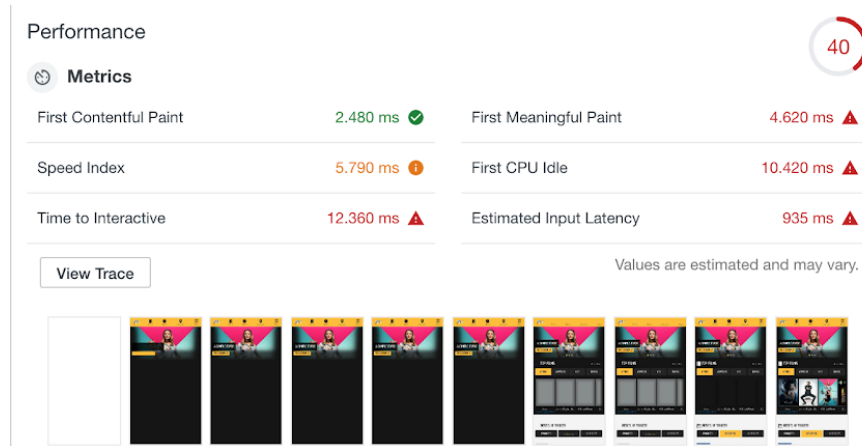 Performance
40
Metrics
First Contentful Paint 2.480 ms
First Meaningful Paint 4.620 ms
Speed Index 5.790 ms
First CPU Idle 10.420 ms
Time to Interactive 12.360 ms
Estimated Input Latency 935 ms
View Trace
Values are estimated and may vary.